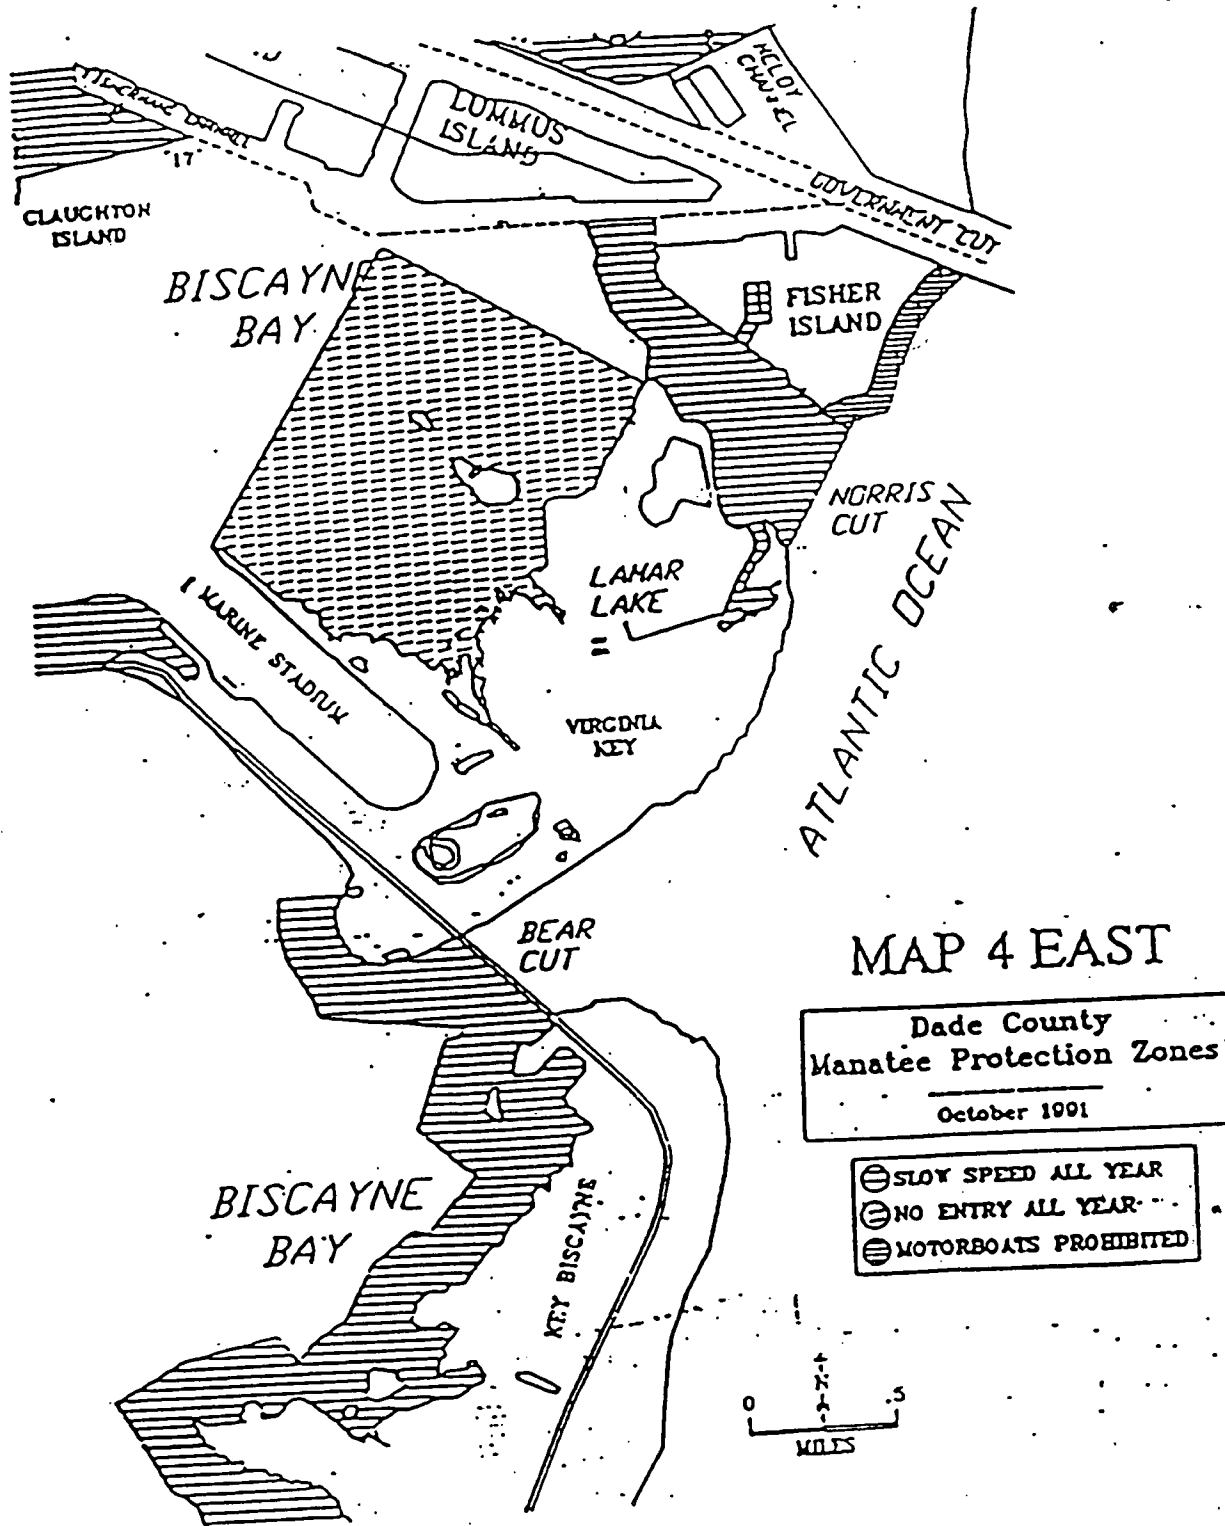 MELOY
CHANNEL
LUMMUS
ISLAND
17
GOVERNMENT CUT
CLAUGHTON
ISLAND
BISCAYNE
BAY
FISHER
ISLAND
NORRIS
CUT
LAMAR
LAKE
ATLANTIC OCEAN
MARINE STADIUM
VIRGINIA
KEY
BEAR
CUT
MAP 4 EAST
Dade County
Manatee Protection Zones
October 1991
SLOW SPEED ALL YEAR
NO ENTRY ALL YEAR
MOTORBOATS PROHIBITED
BISCAYNE
BAY
KEY BISCAYNE
0 .5
MILES